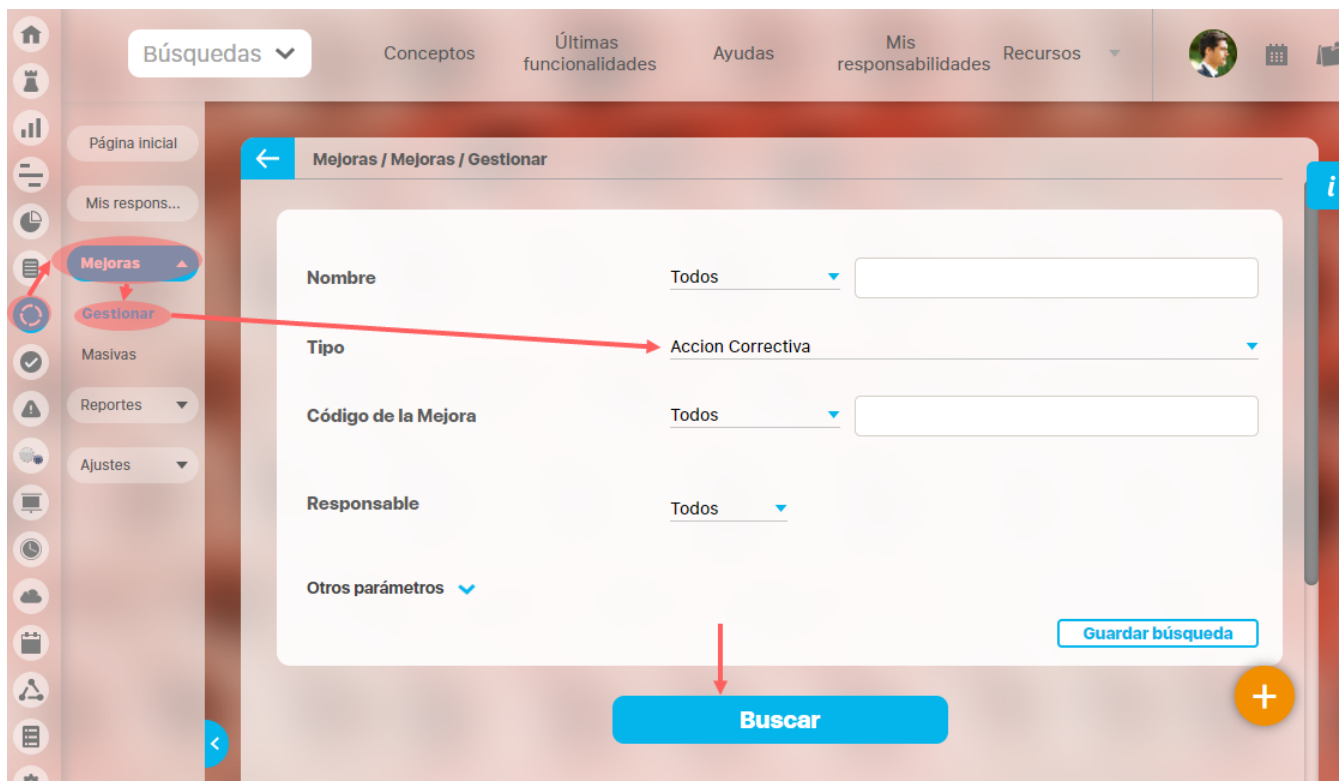 Búsquedas
Conceptos
Últimas
funcionalidades
Ayudas
Mis
responsabilidades
Recursos
Página inicial
Mis respons...
Mejoras
Gestionar
Masivas
Reportes
Ajustes
Mejoras / Mejoras / Gestionar
i
Nombre Todos
Tipo Accion Correctiva
Código de la Mejora Todos
Responsable Todos
Otros parámetros
Guardar búsqueda
+
Buscar